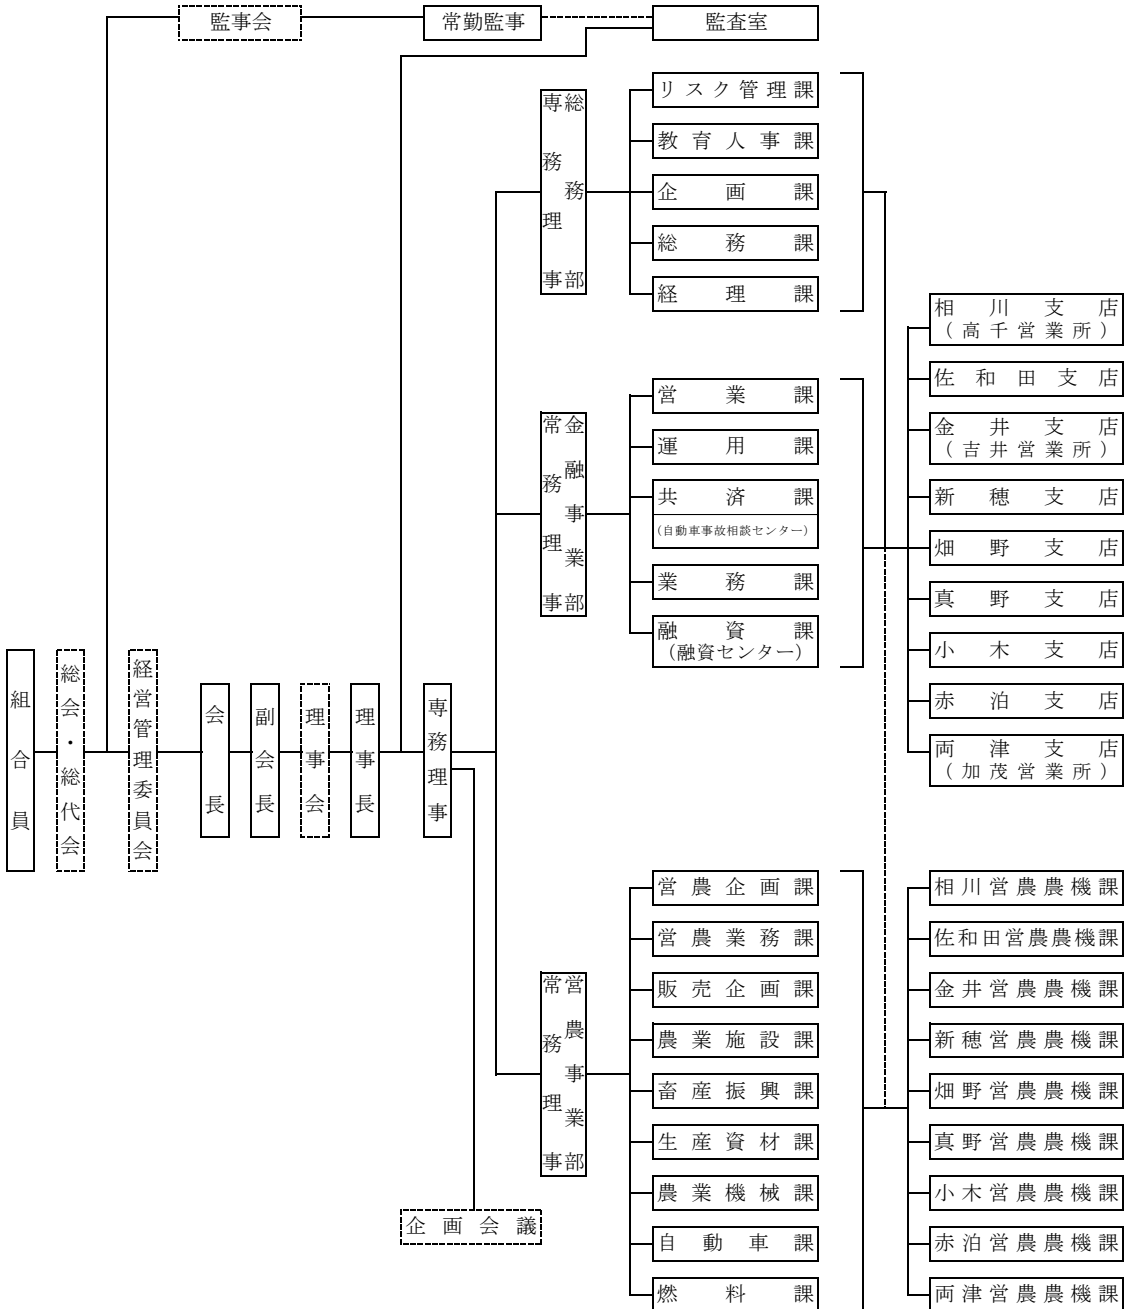 監事会
常勤監事
監査室
組合員
総会・総代会
経営管理委員会
会長
副会長
理事会
理事長
専務理事
企画会議
総務部
専務理事
リスク管理課
教育人事課
企画課
総務課
経理課
金融事業部
常務理事
営業課
運用課
共済課
(自動車事故相談センター)
業務課
融資課
(融資センター)
相川支店
(高千営業所)
佐和田支店
金井支店
(吉井営業所)
新穂支店
畑野支店
真野支店
小木支店
赤泊支店
両津支店
(加茂営業所)
営農事業部
常務理事
営農企画課
営農業務課
販売企画課
農業施設課
畜産振興課
生産資材課
農業機械課
自動車課
燃料課
相川営農農機課
佐和田営農農機課
金井営農農機課
新穂営農農機課
畑野営農農機課
真野営農農機課
小木営農農機課
赤泊営農農機課
両津営農農機課